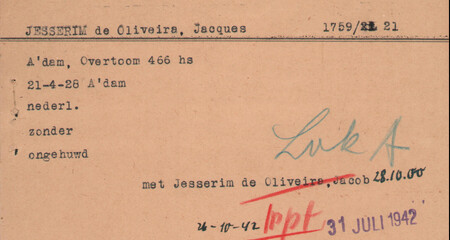 JESSERIM de Oliveira, Jacques 1759/21 21
A'dam, Overtoom 466 hs
21-4-28 A'dam
nederl.
zonder
ongehuwd
met Jesserim de Oliveira, Jacob 28.10.00
26-10-42 31 JULI 1942